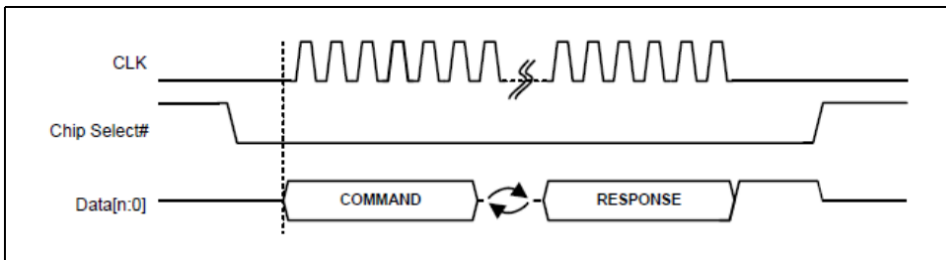 CLK
Chip Select#
Data[n:0]
COMMAND
RESPONSE